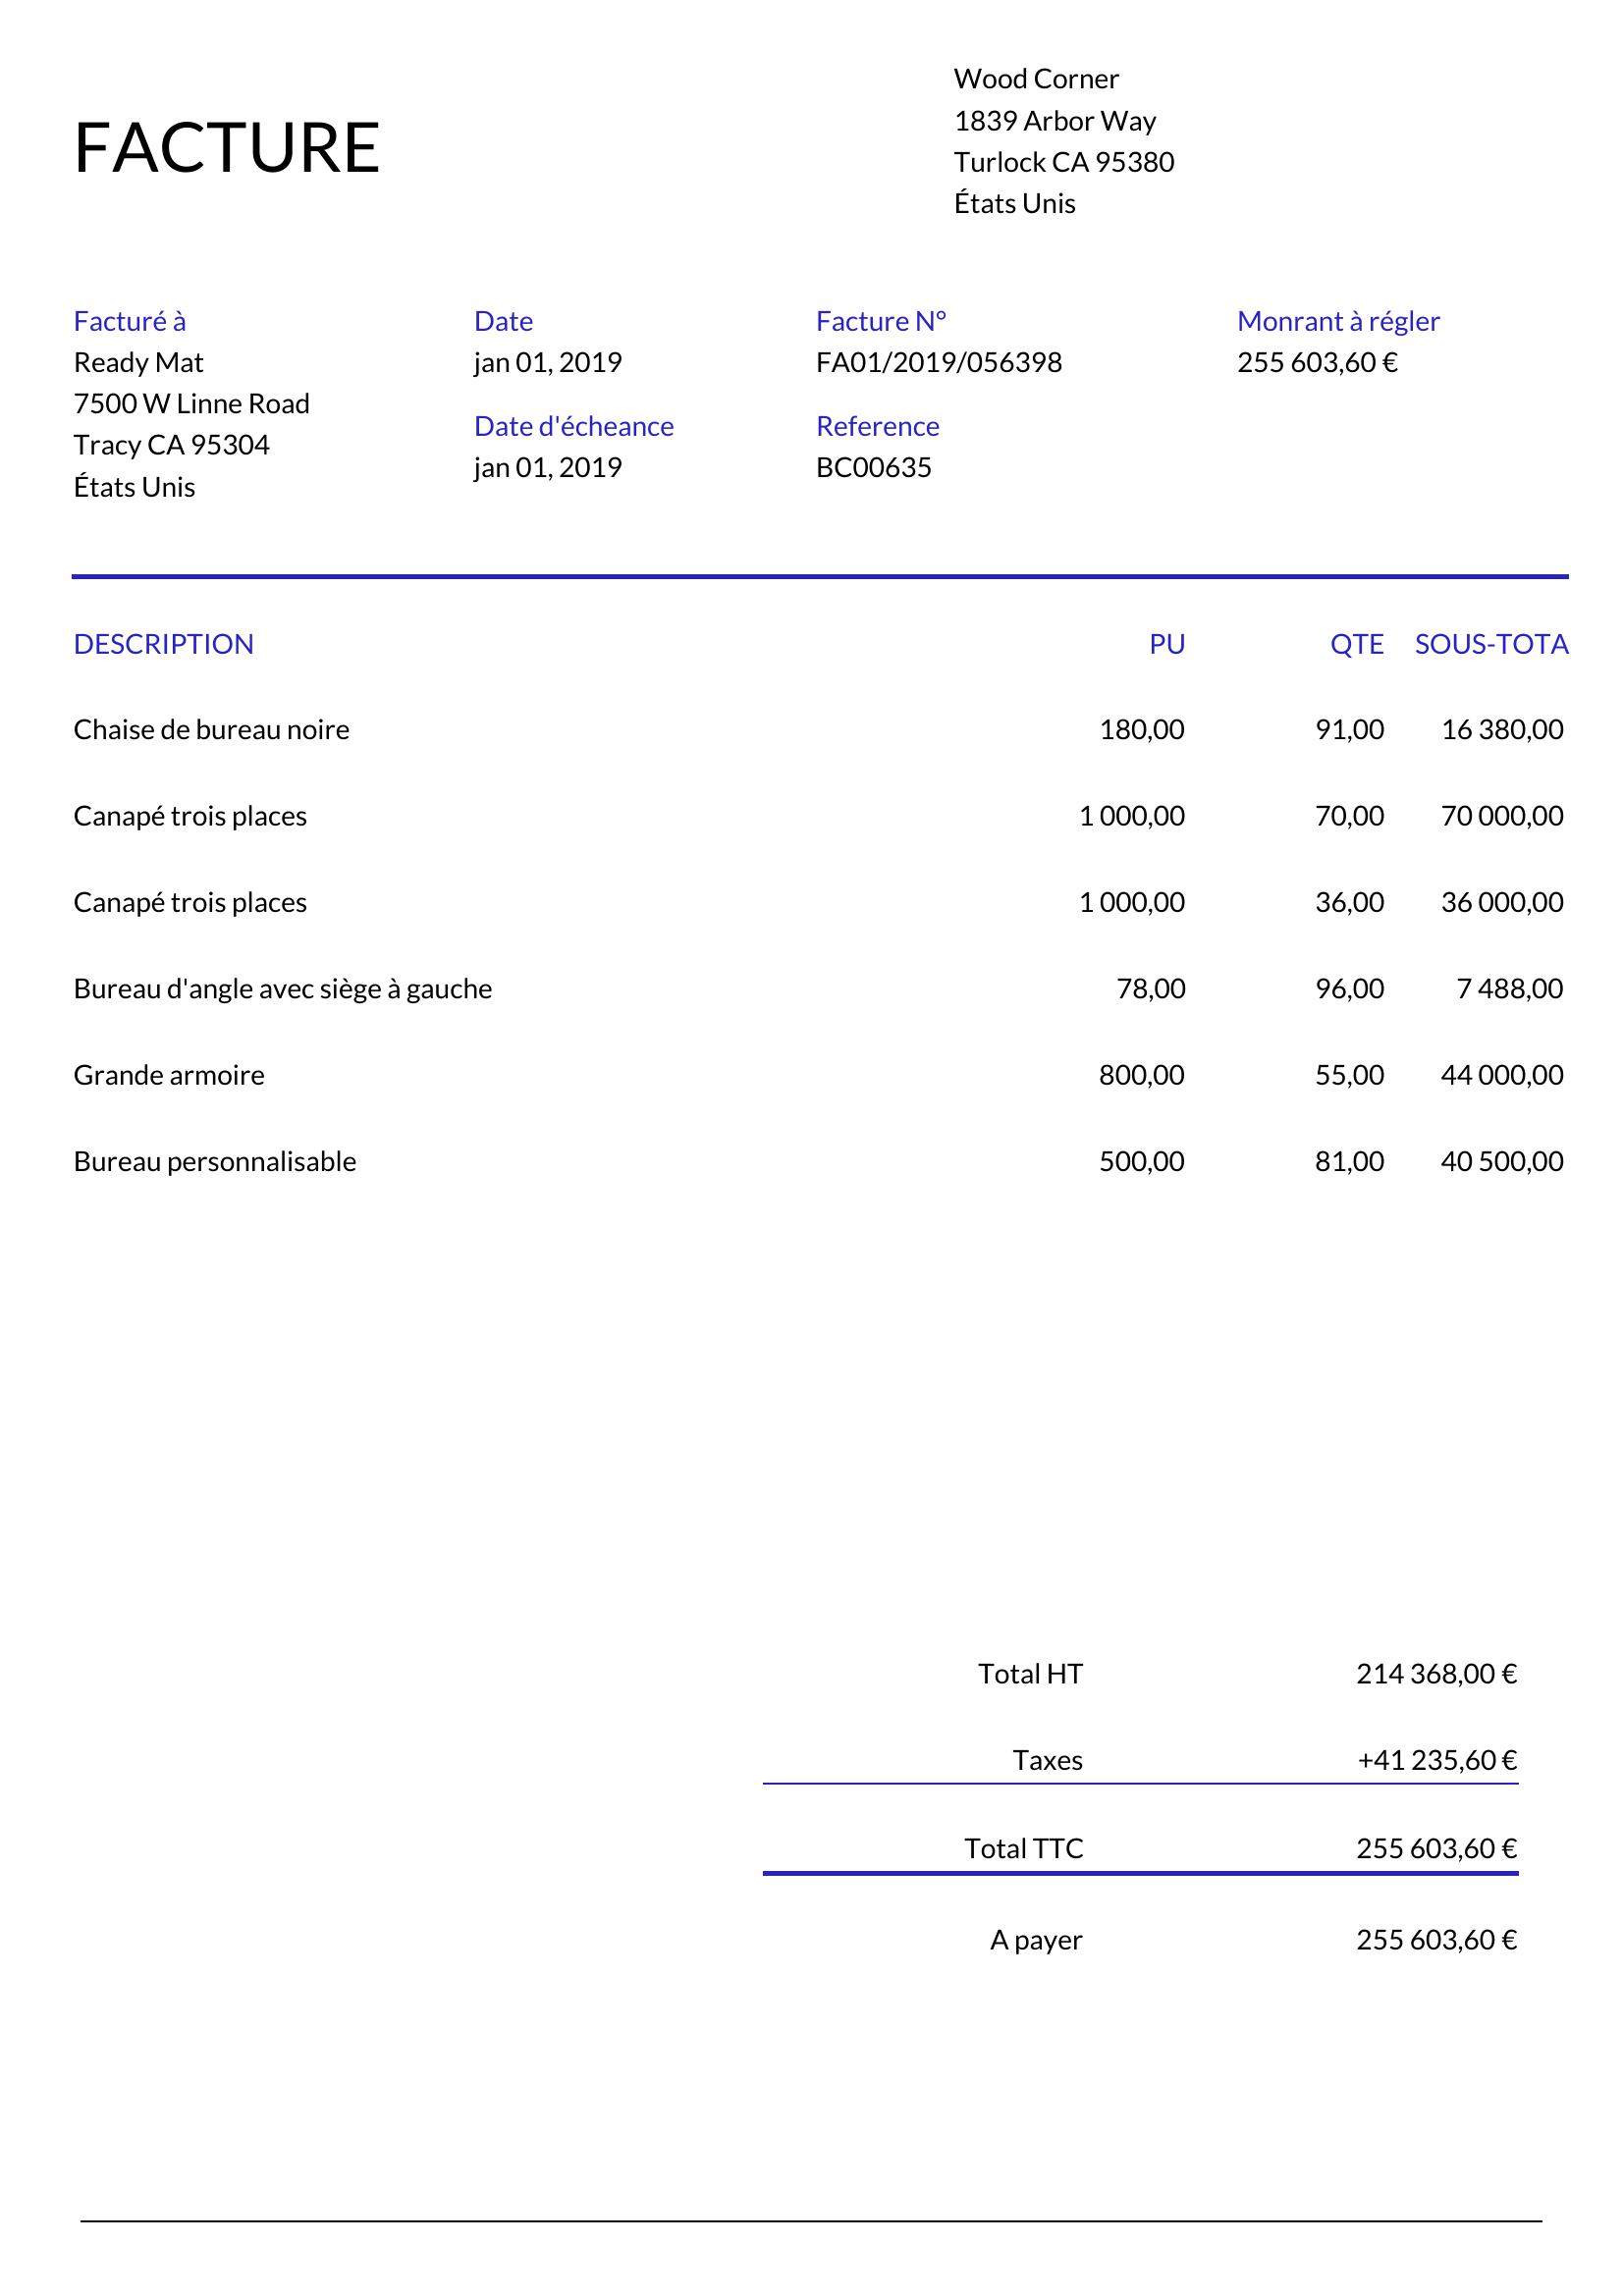 Wood Corner
1839 Arbor Way
Turlock CA 95380
États Unis
FACTURE
Facturé à
Ready Mat
7500 W Linne Road
Tracy CA 95304
États Unis
Date
jan 01, 2019
Date d'écheance
jan 01, 2019
Facture N°
FA01/2019/056398
Reference
BC00635
Monrant à régler
255 603,60 €
DESCRIPTION PU QTE SOUS-TOTA
Chaise de bureau noire 180,00 91,00 16 380,00
Canapé trois places 1 000,00 70,00 70 000,00
Canapé trois places 1 000,00 36,00 36 000,00
Bureau d'angle avec siège à gauche 78,00 96,00 7 488,00
Grande armoire 800,00 55,00 44 000,00
Bureau personnalisable 500,00 81,00 40 500,00
Total HT 214 368,00 €
Taxes +41 235,60 €
Total TTC 255 603,60 €
A payer 255 603,60 €